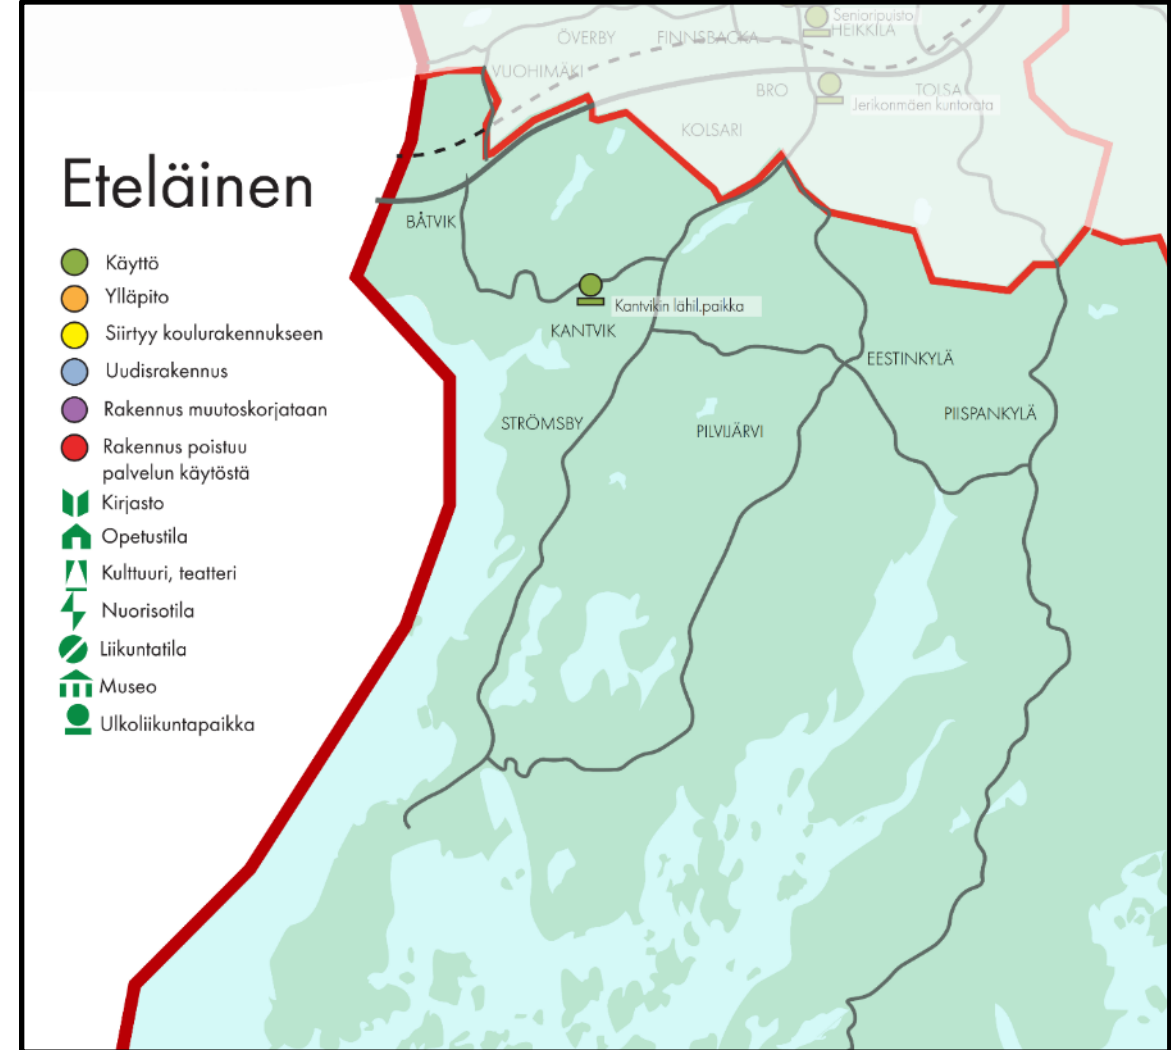 Senioripuisto
HEIKKILÄ
ÖVERBY
FINNSBACKA
VUOHIMÄKI
BRO
TOLSA
Jerikonmäen kuntorata
KOLSARI
Eteläinen
BÅTVIK
Käyttö
Ylläpito
Siirtyy koulurakennukseen
Uudisrakennus
Rakennus muutoskorjataan
Rakennus poistuu
palvelun käytöstä
Kirjasto
Opetustila
Kulttuuri, teatteri
Nuorisotila
Liikuntatila
Museo
Ulkoliikuntapaikka
Kantvikin lähil.paikka
KANTVIK
EESTINKYLÄ
STRÖMSBY
PILVIJÄRVI
PIISPANKYLÄ